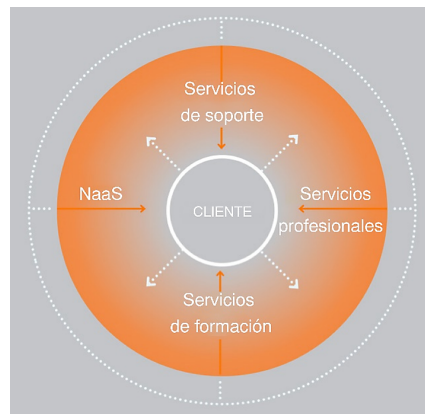 Servicios
de soporte
NaaS
CLIENTE
Servicios
profesionales
Servicios
de formación